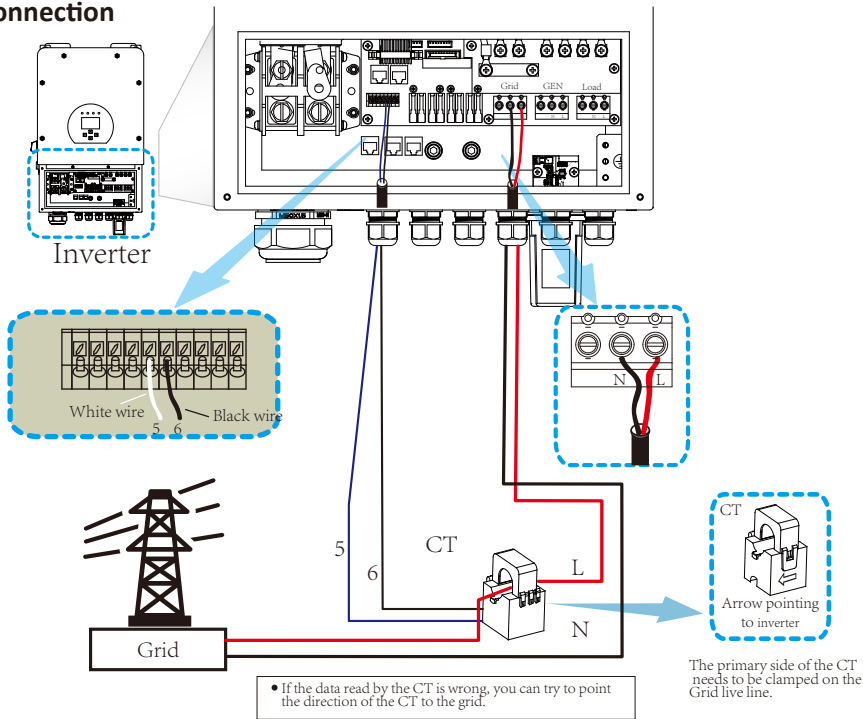 onnection
Grid
GEN
Load
N
L
N
L
Inverter
White wire
Black wire
5
6
N
L
5
6
CT
L
N
CT
Arrow pointing
to inverter
Grid
The primary side of the CT
needs to be clamped on the
Grid live line.
• If the data read by the CT is wrong, you can try to point
the direction of the CT to the grid.